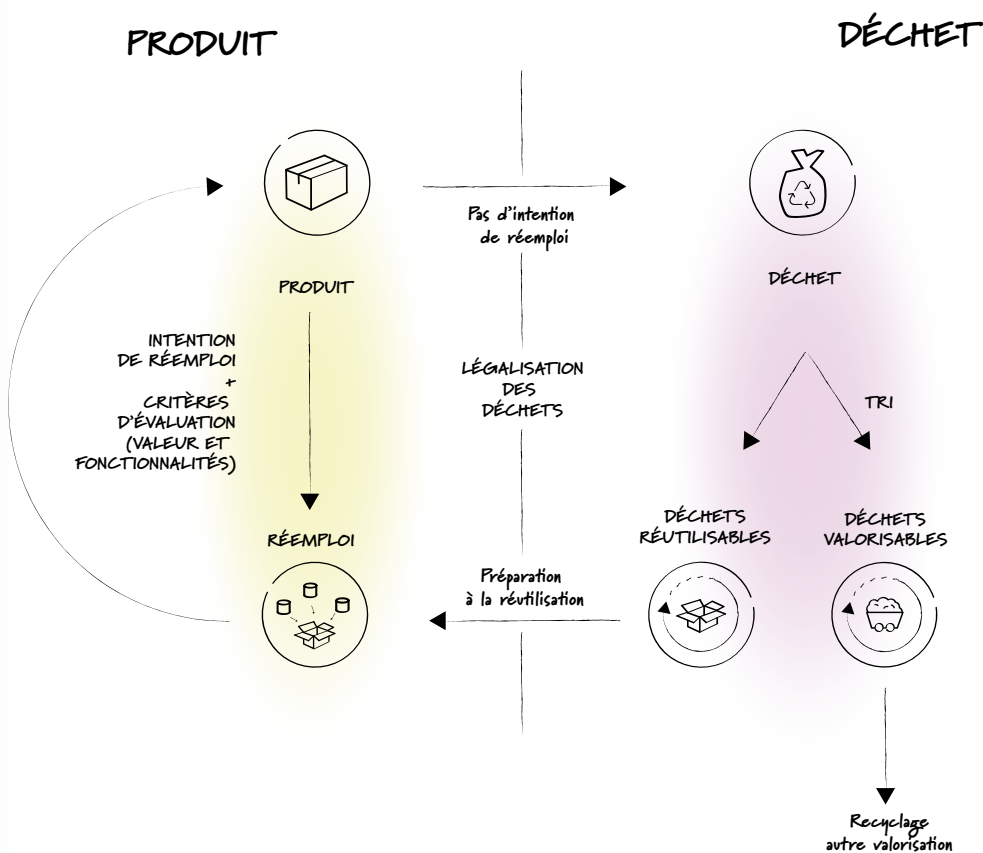 PRODUIT
DÉCHET
Pas d'intention
de réemploi
PRODUIT
DÉCHET
INTENTION
DE RÉEMPLOI
+
CRITÈRES
D'ÉVALUATION
(VALEUR ET
FONCTIONNALITÉS)
LÉGALISATION
DES
DÉCHETS
TRI
RÉEMPLOI
Préparation
à la réutilisation
DÉCHETS
RÉUTILISABLES
DÉCHETS
VALORISABLES
Recyclage
autre valorisation